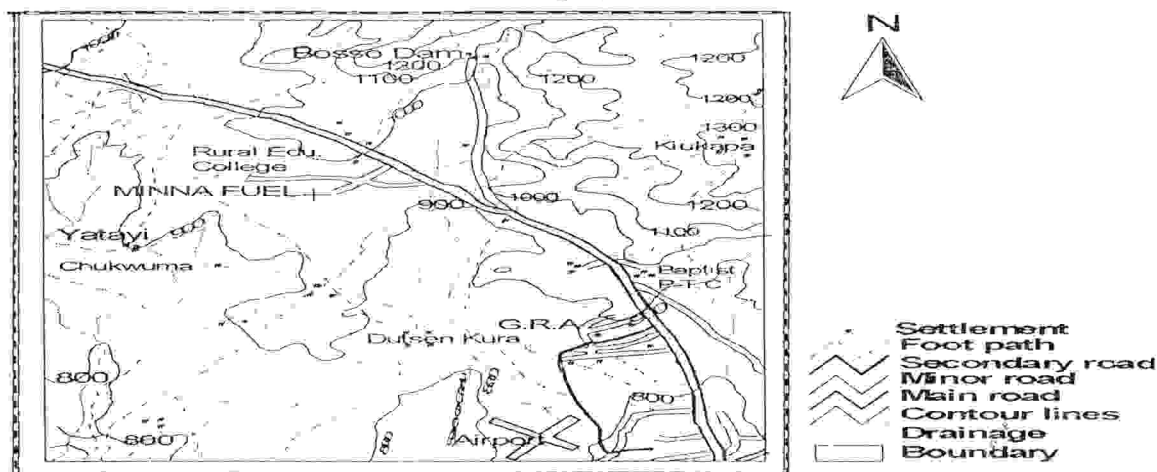 N
Bosso Dam
1200
1100
1200
1200
1200
1300
Kiukapa
Rural Edu.
College
MINNA FUEL
900
1000
1200
1100
Yatayi
900
Chukwuma
Baptist
P-T.C
G.R.A
Dutsen Kura
800
800
800
800
Airport
Settlement
Foot path
Secondary road
Minor road
Main road
Contour lines
Drainage
Boundary